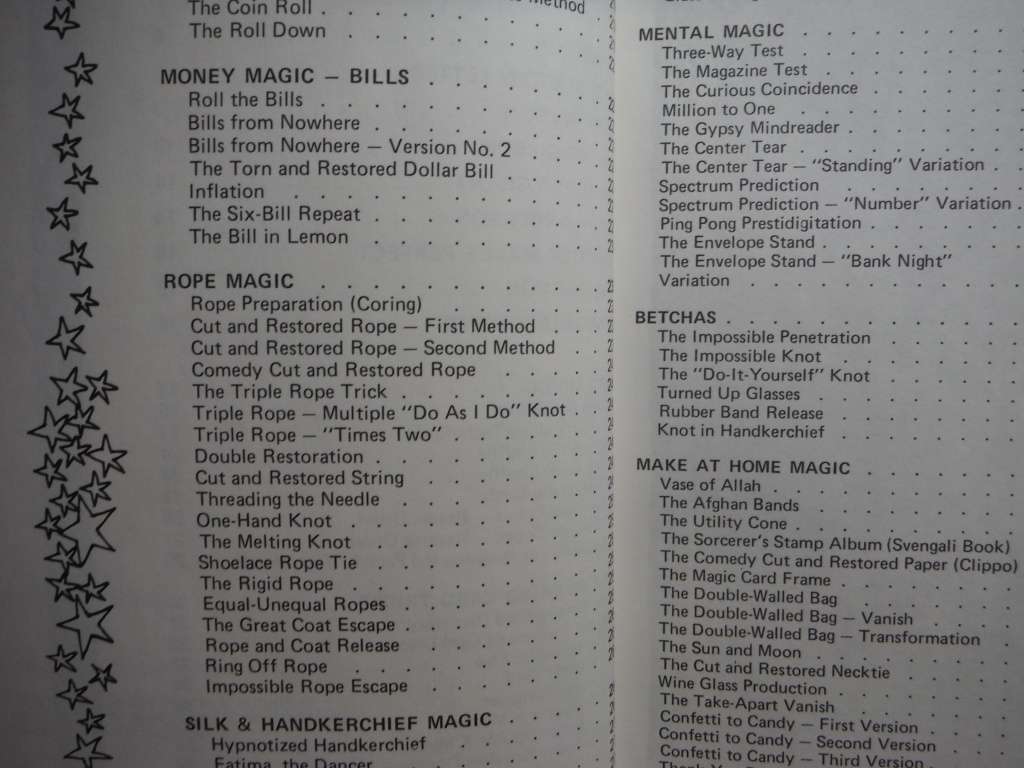 Method
The Coin Roll
The Roll Down
MONEY MAGIC — BILLS
Roll the Bills
Bills from Nowhere
Bills from Nowhere — Version No. 2
The Torn and Restored Dollar Bill
Inflation
The Six-Bill Repeat
The Bill in Lemon
ROPE MAGIC
Rope Preparation (Coring)
Cut and Restored Rope — First Method
Cut and Restored Rope — Second Method
Comedy Cut and Restored Rope
The Triple Rope Trick
Triple Rope — Multiple "Do As I Do" Knot
Triple Rope — "Times Two"
Double Restoration
Cut and Restored String
Threading the Needle
One-Hand Knot
The Melting Knot
Shoelace Rope Tie
The Rigid Rope
Equal-Unequal Ropes
The Great Coat Escape
Rope and Coat Release
Ring Off Rope
Impossible Rope Escape
SILK & HANDKERCHIEF MAGIC
Hypnotized Handkerchief
Fatima, the Dancer
MENTAL MAGIC
Three-Way Test
The Magazine Test
The Curious Coincidence
Million to One
The Gypsy Mindreader
The Center Tear
The Center Tear — "Standing" Variation
Spectrum Prediction
Spectrum Prediction — "Number" Variation
Ping Pong Prestidigitation
The Envelope Stand
The Envelope Stand — "Bank Night"
Variation
BETCHAS
The Impossible Penetration
The Impossible Knot
The "Do-It-Yourself" Knot
Turned Up Glasses
Rubber Band Release
Knot in Handkerchief
MAKE AT HOME MAGIC
Vase of Allah
The Afghan Bands
The Utility Cone
The Sorcerer's Stamp Album (Svengali Book)
The Comedy Cut and Restored Paper (Clippo)
The Magic Card Frame
The Double-Walled Bag
The Double-Walled Bag — Vanish
The Double-Walled Bag — Transformation
The Sun and Moon
The Cut and Restored Necktie
Wine Glass Production
The Take-Apart Vanish
Confetti to Candy — First Version
Confetti to Candy — Second Version
Confetti to Candy — Third Version